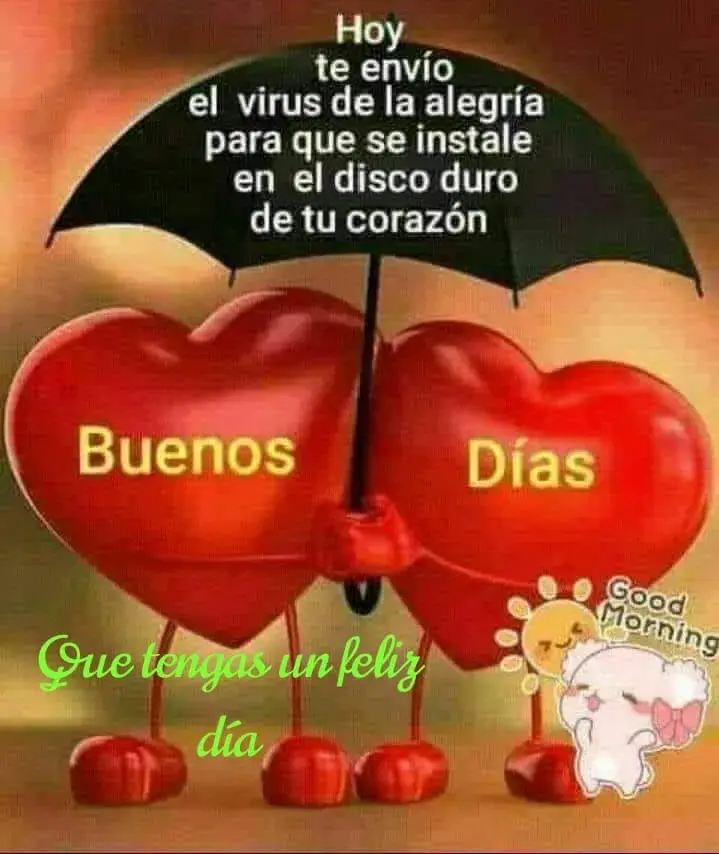 Hoy
te envío
el virus de la alegría
para que se instale
en el disco duro
de tu corazón
Buenos
Días
Good
Morning
Que tengas un feliz
día